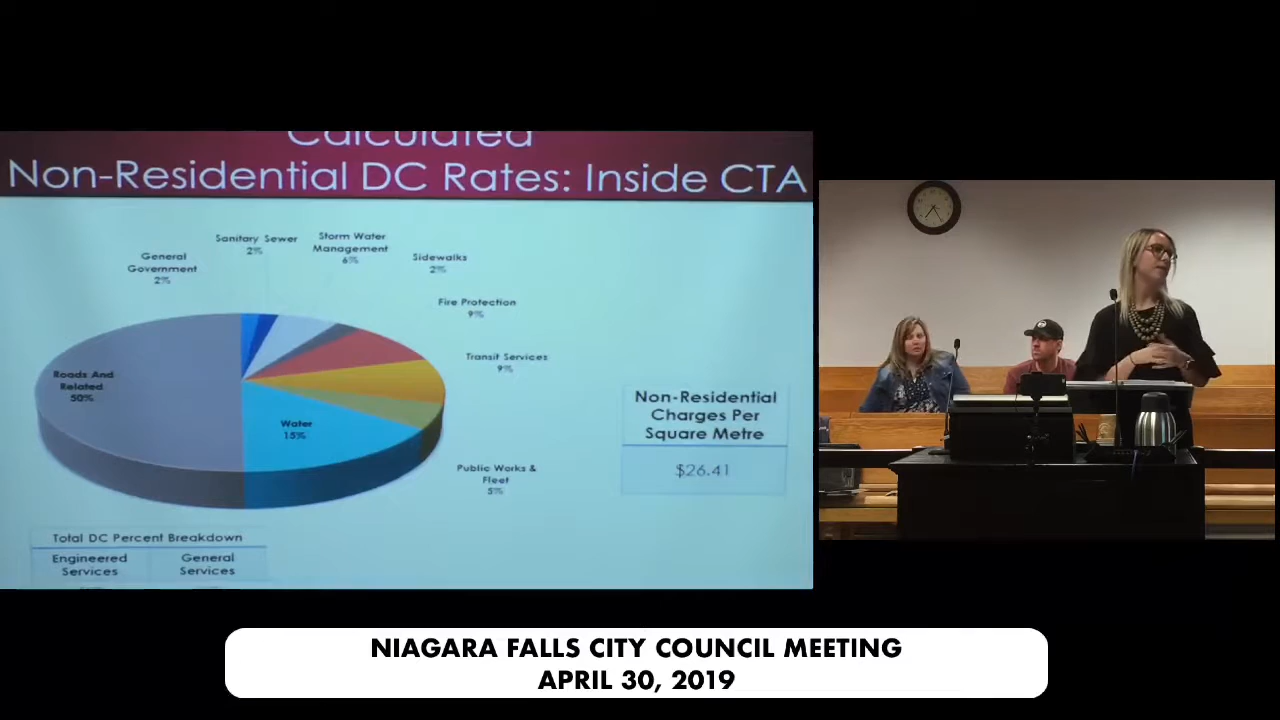 Calculated
Non-Residential DC Rates: Inside CTA
Sanitary Sewer
2%
Storm Water
Management
6%
General
Government
2%
Sidewalks
2%
Fire Protection
9%
Transit Services
9%
Roads And
Related
50%
Water
15%
Public Works &
Fleet
5%
Non-Residential
Charges Per
Square Metre
$26.41
Total DC Percent Breakdown
Engineered
Services
General
Services
NIAGARA FALLS CITY COUNCIL MEETING
APRIL 30, 2019